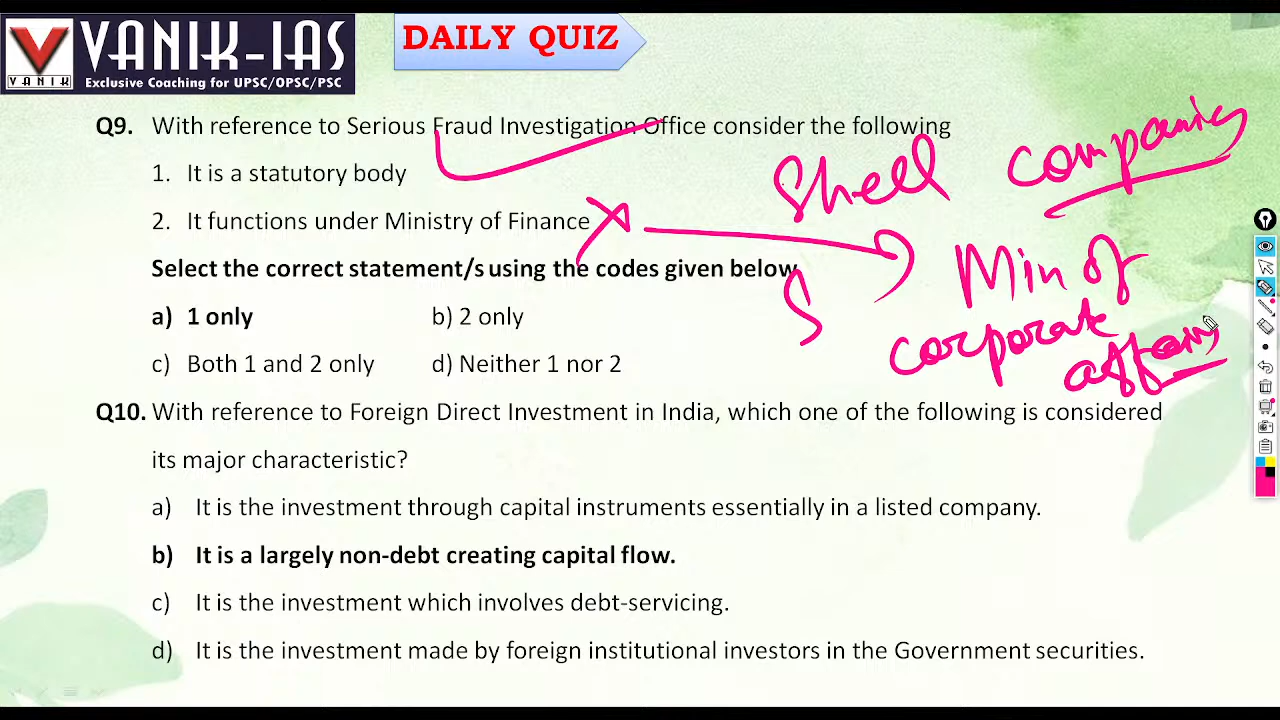 VANIK-IAS
VANIK
Exclusive Coaching for UPSC/OPSC/PSC
DAILY QUIZ
Q9. With reference to Serious Fraud Investigation Office consider the following
1. It is a statutory body
2. It functions under Ministry of Finance
Select the correct statement/s using the codes given below
a) 1 only b) 2 only
c) Both 1 and 2 only d) Neither 1 nor 2
Shell companies
Min of
corporate
affairs
S
Q10. With reference to Foreign Direct Investment in India, which one of the following is considered
its major characteristic?
a) It is the investment through capital instruments essentially in a listed company.
b) It is a largely non-debt creating capital flow.
c) It is the investment which involves debt-servicing.
d) It is the investment made by foreign institutional investors in the Government securities.